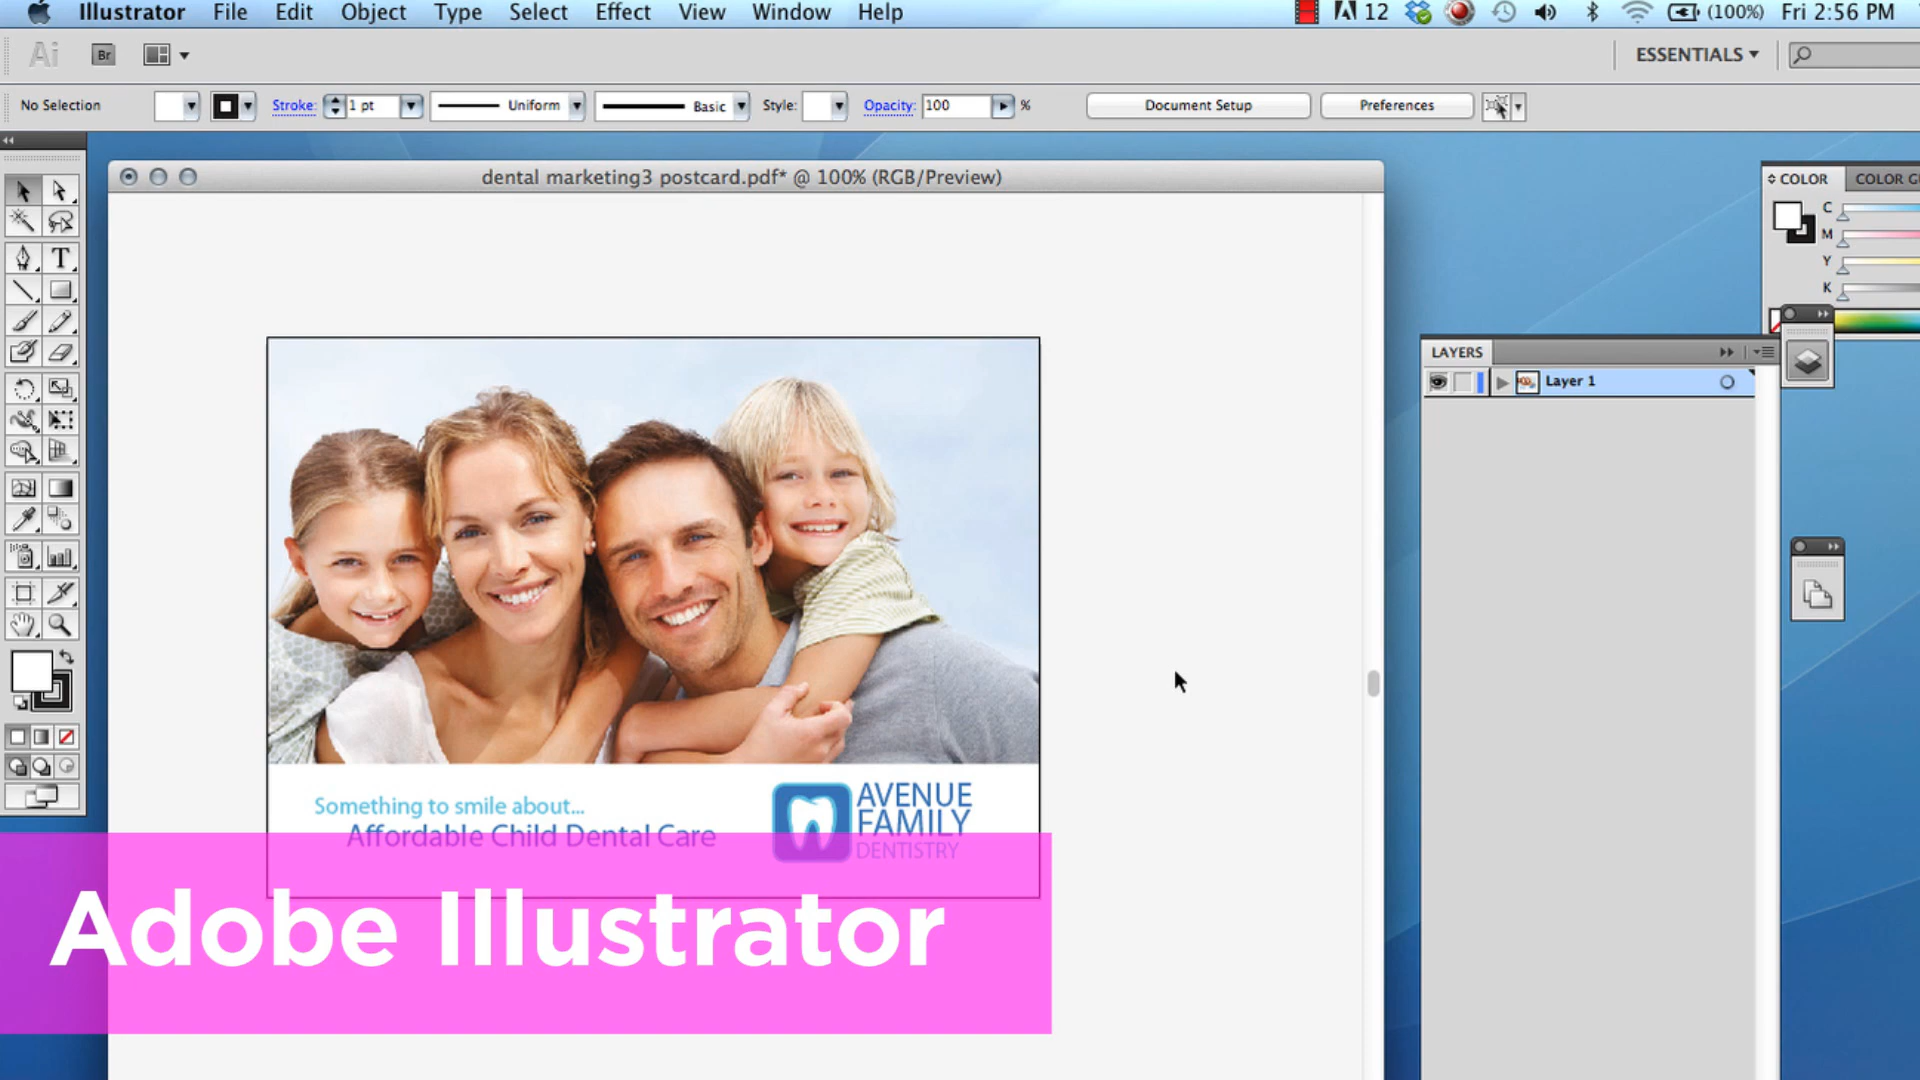 Illustrator File Edit Object Type Select Effect View Window Help 12 (100%) Fri 2:56 PM
Ai Br ESSENTIALS
No Selection Stroke: 1 pt Uniform Basic Style: Opacity: 100 % Document Setup Preferences
dental marketing3 postcard.pdf* @ 100% (RGB/Preview)
COLOR COLOR G
C
M
Y
K
LAYERS
Layer 1
T
Something to smile about...
Affordable Child Dental Care
AVENUE
FAMILY
DENTISTRY
Adobe Illustrator